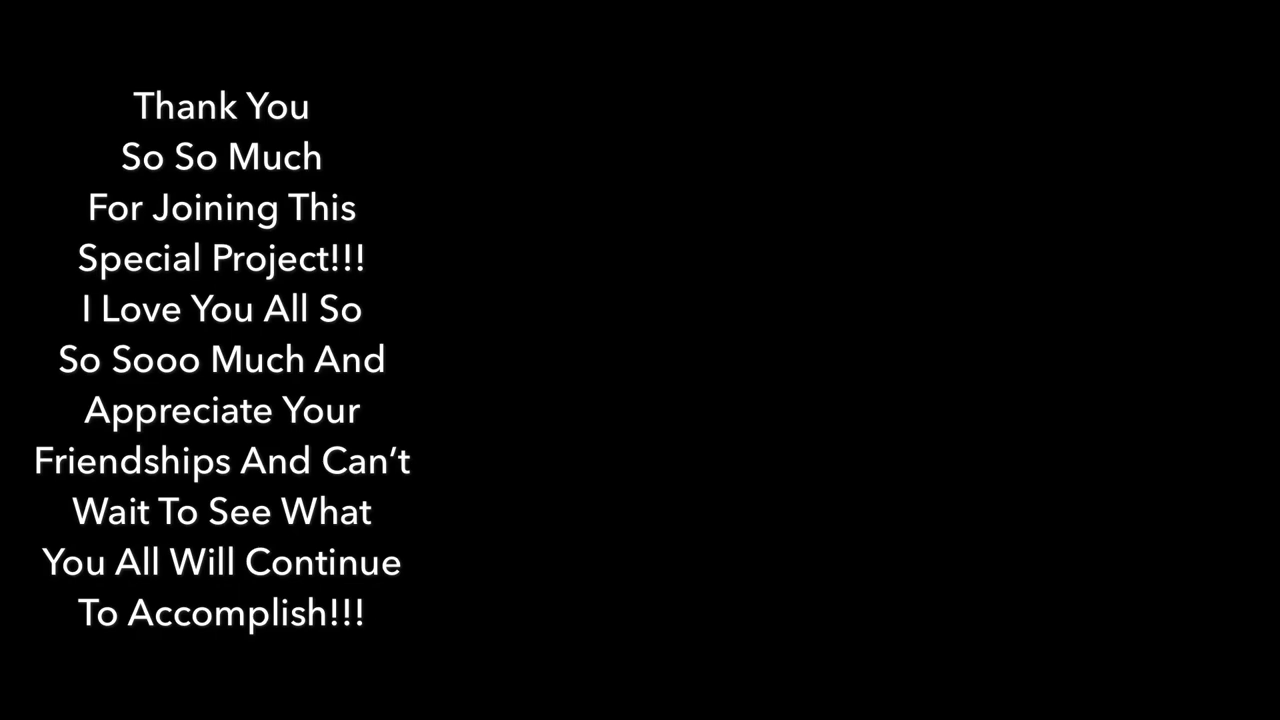 Thank You
So So Much
For Joining This
Special Project!!!
I Love You All So
So Sooo Much And
Appreciate Your
Friendships And Can’t
Wait To See What
You All Will Continue
To Accomplish!!!